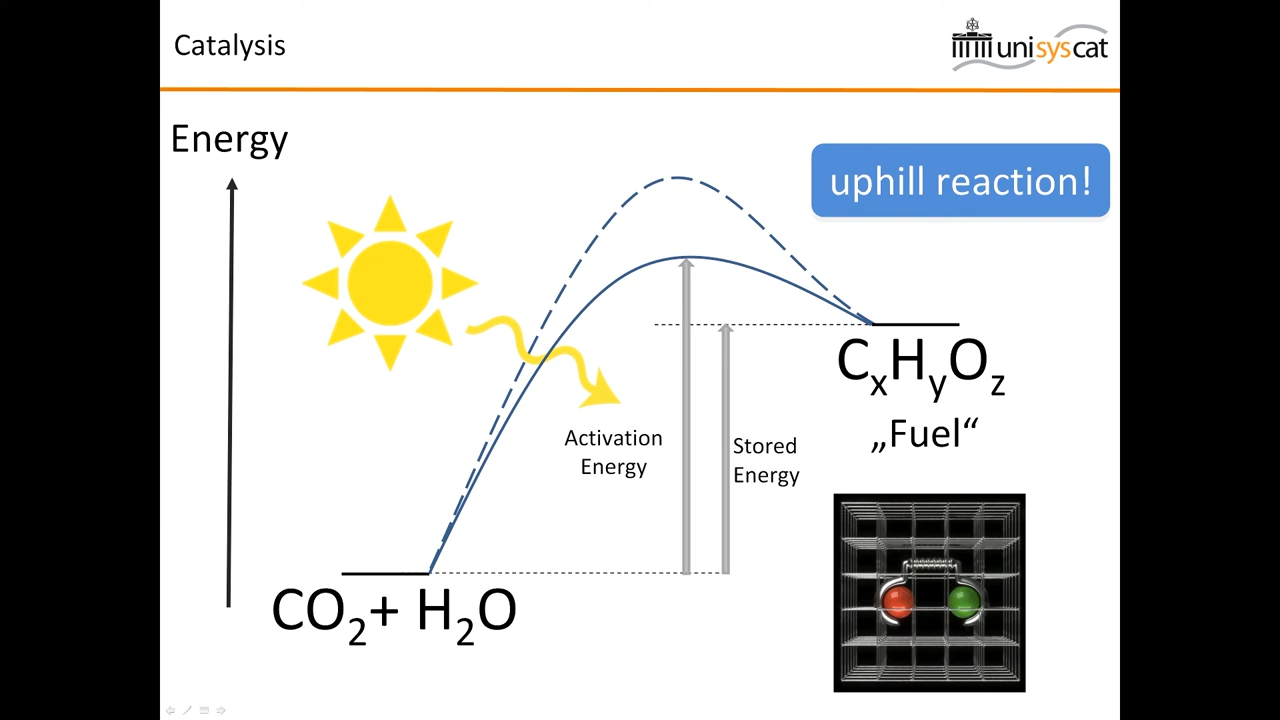 Catalysis
unisyscat
Energy
uphill reaction!
CxHyOz
„Fuel“
Activation
Energy
Stored
Energy
CO2+ H2O